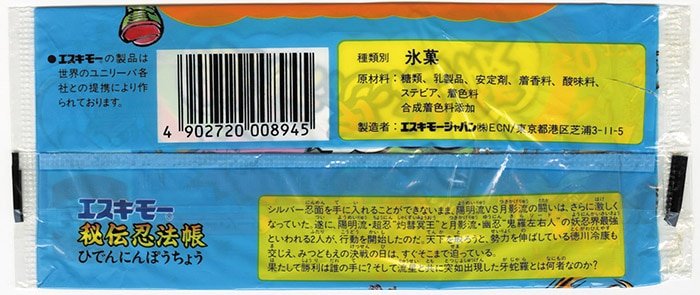 ●エスキモーの製品は
世界のユニリーバ各
社との提携により作
られております。
4 902720 008945
種類別 氷菓
原材料：糖類、乳製品、安定剤、着香料、酸味料、
ステビア、着色料
合成着色料添加
製造者：エスキモージャパン㈱ECN/東京都港区芝浦3-11-5
エスキモー®
秘伝忍法帳
ひでんにんぽうちょう
シルバー忍面を手に入れることができないまま、陽明流VS月影流の闘いは、さらに激しく
なっていた。遂に、陽明流・超忍"灼彗冥王"と月影流・幽忍"鬼羅左右人"の妖忍界最強
といわれる2人が、行動を開始したのだ。天下を
、勢力を伸ばしている徳川冷康も
交じえ、みつどもえの決戦の日は、すぐそこまで迫っている。
果たして勝利は誰の手に?そして流星と共に突如出現した牙蛇羅とは何者なのか?